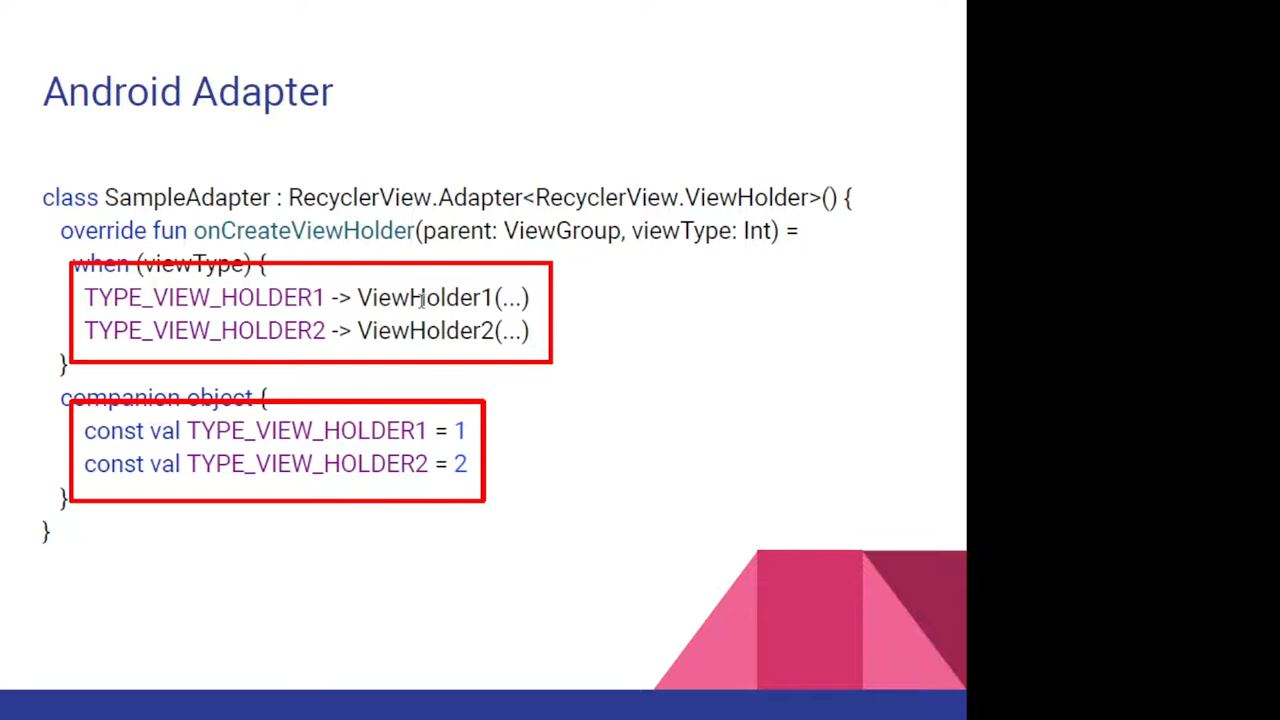 Android Adapter
class SampleAdapter : RecyclerView.Adapter<RecyclerView.ViewHolder>() {
override fun onCreateViewHolder(parent: ViewGroup, viewType: Int) =
when (viewType) {
TYPE_VIEW_HOLDER1 -> ViewHolder1(...)
TYPE_VIEW_HOLDER2 -> ViewHolder2(...)
}
companion object {
const val TYPE_VIEW_HOLDER1 = 1
const val TYPE_VIEW_HOLDER2 = 2
}
}